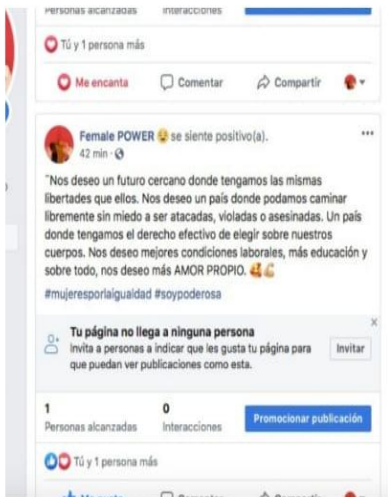 Personas alcanzadas Interacciones
Tú y 1 persona más
Me encanta Comentar Compartir
Female POWER se siente positivo(a).
42 min
"Nos deseo un futuro cercano donde tengamos las mismas
libertades que ellos. Nos deseo un país donde podamos caminar
libremente sin miedo a ser atacadas, violadas o asesinadas. Un país
donde tengamos el derecho efectivo de elegir sobre nuestros
cuerpos. Nos deseo mejores condiciones laborales, más educación y
sobre todo, nos deseo más AMOR PROPIO.
#mujeresporlaigualdad #soypoderosa
Tu página no llega a ninguna persona
Invita a personas a indicar que les gusta tu página para
que puedan ver publicaciones como esta.
Invitar
1 0
Personas alcanzadas Interacciones
Promocionar publicación
Tú y 1 persona más